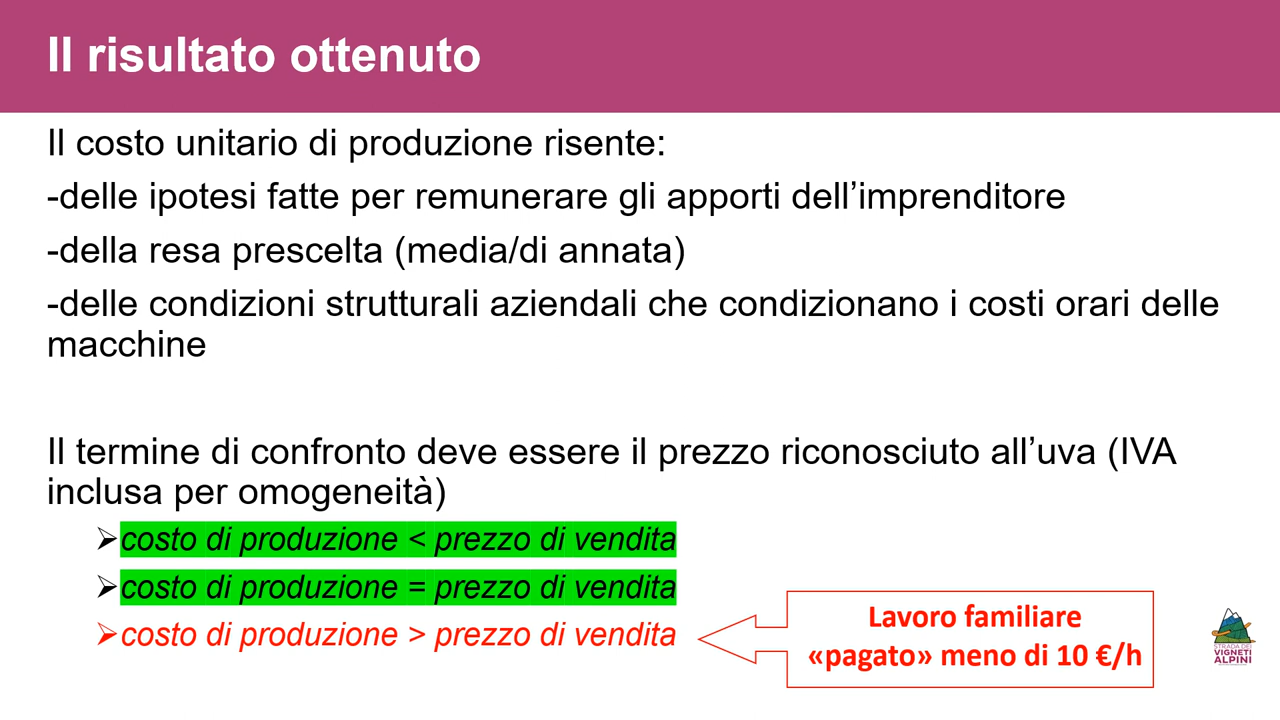 Il risultato ottenuto
Il costo unitario di produzione risente:
-delle ipotesi fatte per remunerare gli apporti dell’imprenditore
-della resa prescelta (media/di annata)
-delle condizioni strutturali aziendali che condizionano i costi orari delle
macchine
Il termine di confronto deve essere il prezzo riconosciuto all’uva (IVA
inclusa per omogeneità)
➢costo di produzione < prezzo di vendita
➢costo di produzione = prezzo di vendita
➢costo di produzione > prezzo di vendita
Lavoro familiare
«pagato» meno di 10 €/h
STRADA DEI
VIGNETI
ALPINI